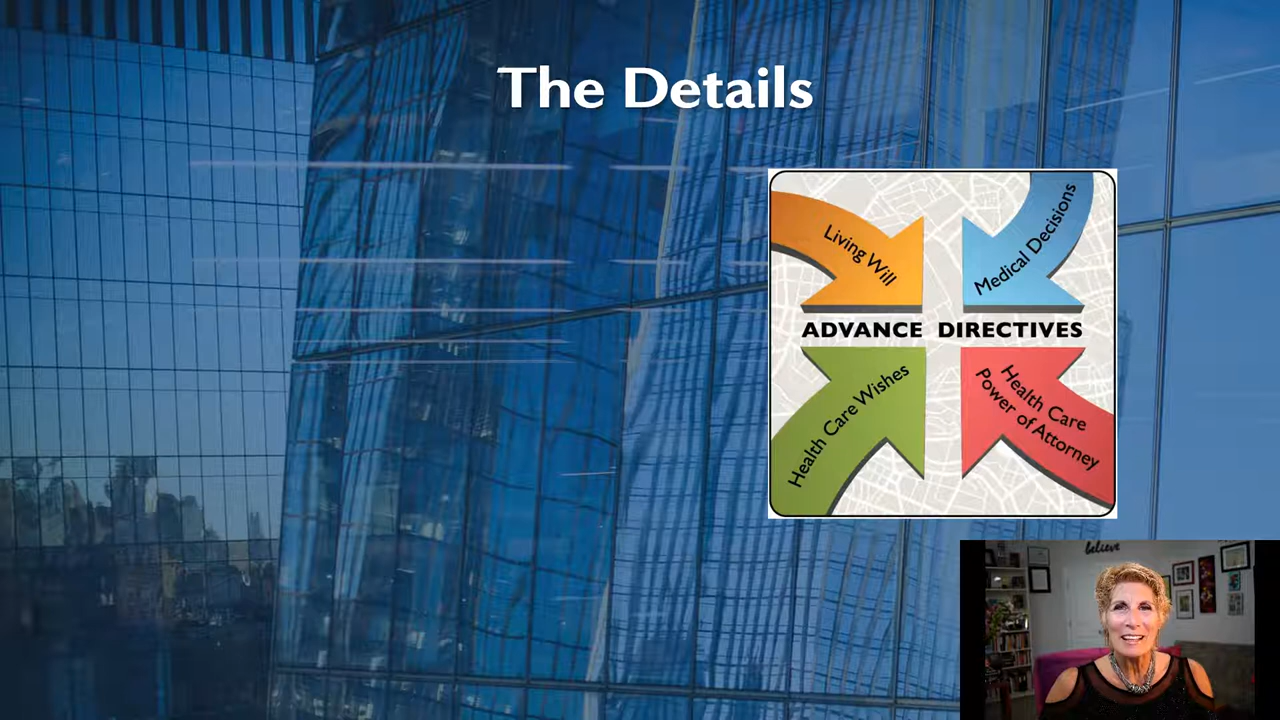 The Details
Living Will
Medical Decisions
ADVANCE DIRECTIVES
Health Care Wishes
Health Care
Power of Attorney
believe